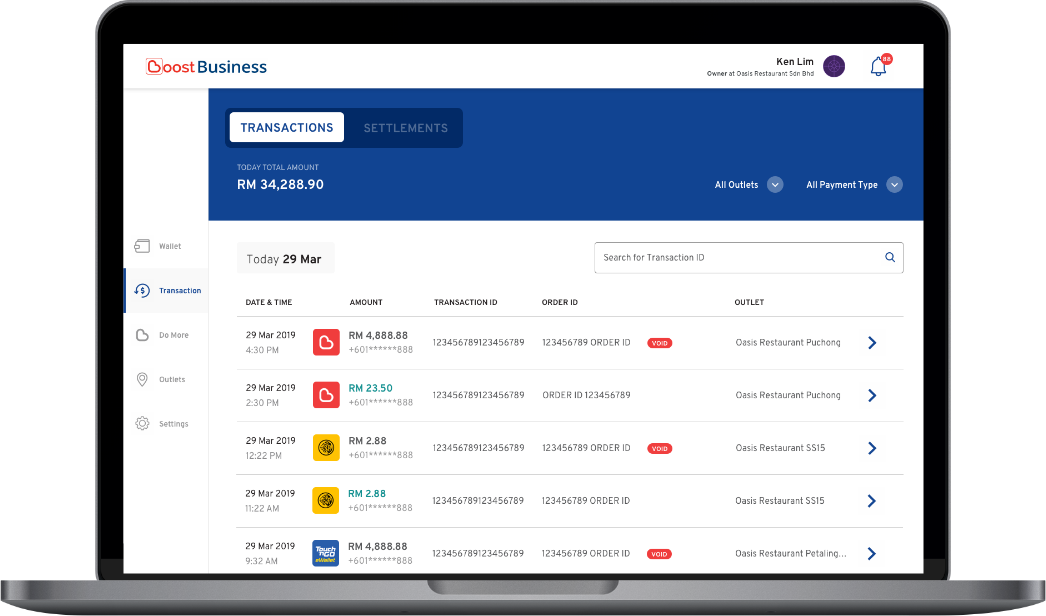 Boost Business
Ken Lim
Owner at Oasis Restaurant Sdn Bhd
88
TRANSACTIONS
SETTLEMENTS
TODAY TOTAL AMOUNT
RM 34,288.90
All Outlets
All Payment Type
Wallet
Transaction
Do More
Outlets
Settings
Today 29 Mar
Search for Transaction ID
DATE & TIME AMOUNT TRANSACTION ID ORDER ID OUTLET
29 Mar 2019 RM 4,888.88
4:30 PM +601******888 123456789123456789 123456789 ORDER ID VOID Oasis Restaurant Puchong
29 Mar 2019 RM 23.50
2:30 PM +601******888 123456789123456789 ORDER ID 123456789 Oasis Restaurant Puchong
29 Mar 2019 RM 2.88
12:22 PM +601******888 123456789123456789 123456789 ORDER ID VOID Oasis Restaurant SS15
29 Mar 2019 RM 2.88
11:22 AM +601******888 123456789123456789 123456789 ORDER ID Oasis Restaurant SS15
29 Mar 2019 Touch 'n GO eWallet RM 4,888.88
9:32 AM +601******888 123456789123456789 123456789 ORDER ID VOID Oasis Restaurant Petaling...